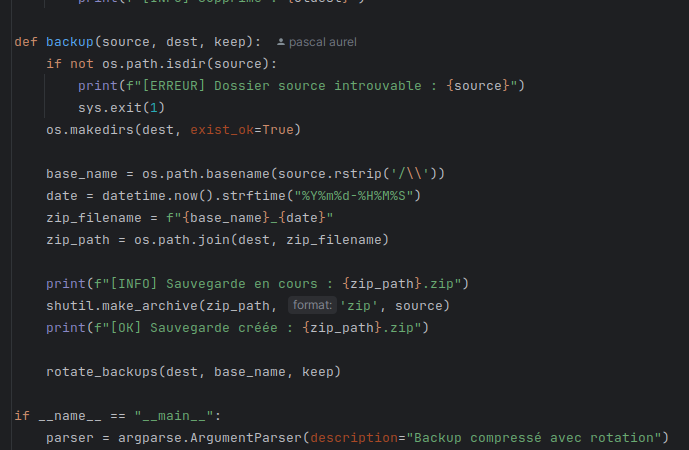 def backup(source, dest, keep): pascal aurel
if not os.path.isdir(source):
print(f"[ERREUR] Dossier source introuvable : {source}")
sys.exit(1)
os.makedirs(dest, exist_ok=True)
base_name = os.path.basename(source.rstrip('/\\'))
date = datetime.now().strftime("%Y%m%d-%H%M%S")
zip_filename = f"{base_name}_{date}"
zip_path = os.path.join(dest, zip_filename)
print(f"[INFO] Sauvegarde en cours : {zip_path}.zip")
shutil.make_archive(zip_path, format: 'zip', source)
print(f"[OK] Sauvegarde créée : {zip_path}.zip")
rotate_backups(dest, base_name, keep)
if __name__ == "__main__":
parser = argparse.ArgumentParser(description="Backup compressé avec rotation")